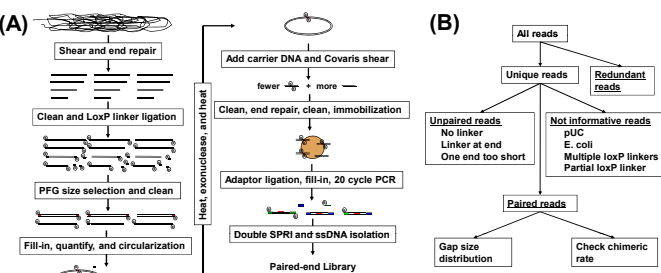 (A)
Shear and end repair
Clean and LoxP linker ligation
PFG size selection and clean
Fill-in, quantify, and circularization
Heat, exonuclease, and heat
Add carrier DNA and Covaris shear
fewer + more
Clean, end repair, clean, immobilization
Adaptor ligation, fill-in, 20 cycle PCR
Double SPRI and ssDNA isolation
Paired-end Library
(B)
All reads
Unique reads
Redundant
reads
Unpaired reads
No linker
Linker at end
One end too short
Not informative reads
pUC
E. coli
Multiple loxP linkers
Partial loxP linker
Paired reads
Gap size
distribution
Check chimeric
rate